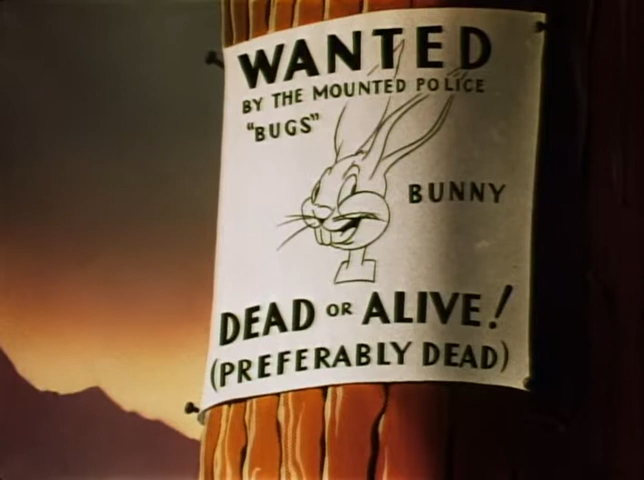 WANTED
BY THE MOUNTED POLICE
"BUGS"
BUNNY
DEAD OR ALIVE!
(PREFERABLY DEAD)